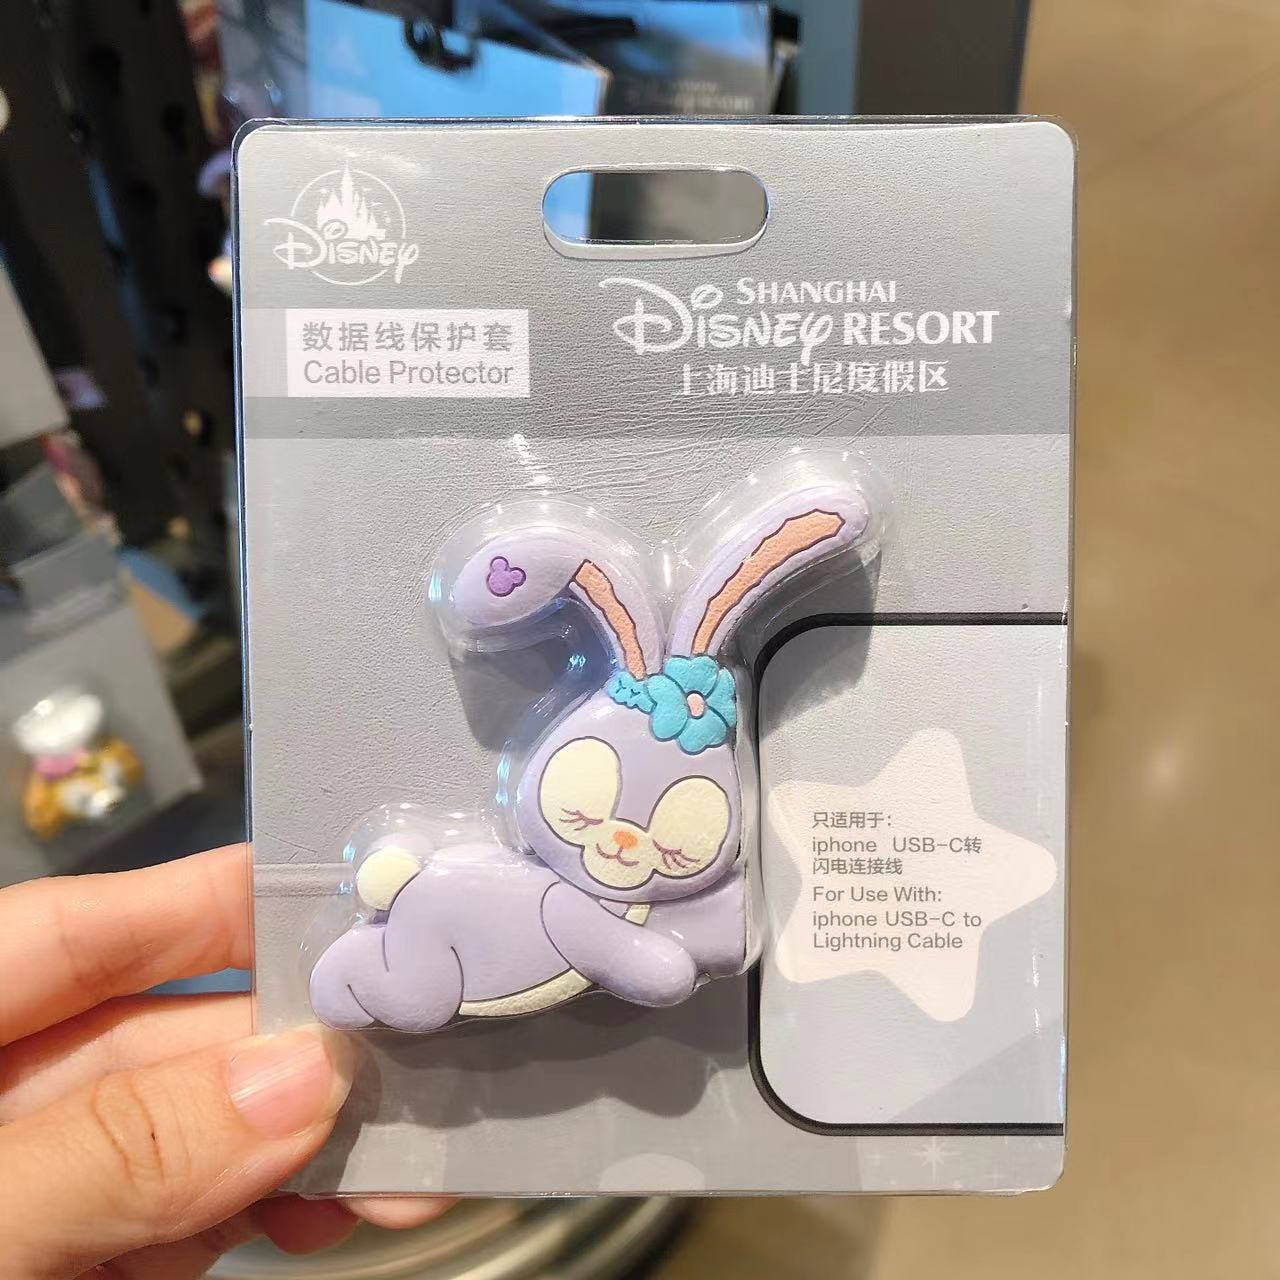 DISNEY
SHANGHAI
DISNEY RESORT
上海迪士尼度假区
数据线保护套
Cable Protector
只适用于：
iphone USB-C转
闪电连接线
For Use With:
iphone USB-C to
Lightning Cable